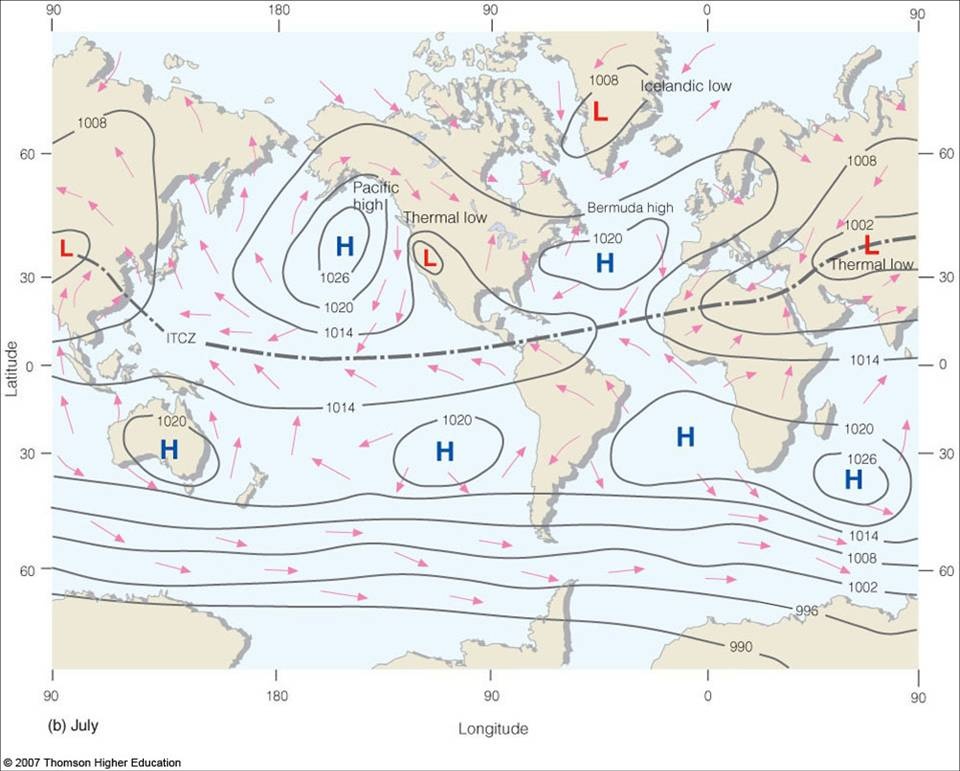 90
180
90
0
90
1008
Icelandic low
L
1008
60
60
1008
Pacific
high
Bermuda high
Thermal low
1002
1020
L
H
L
L
H
Thermal low
1026
30
30
1020
1014
ITCZ
Latitude
0
1014
0
1014
1020
1020
1020
H
H
H
30
30
1026
H
1014
1008
60
60
1002
996
990
90
180
90
0
90
(b) July
Longitude
© 2007 Thomson Higher Education